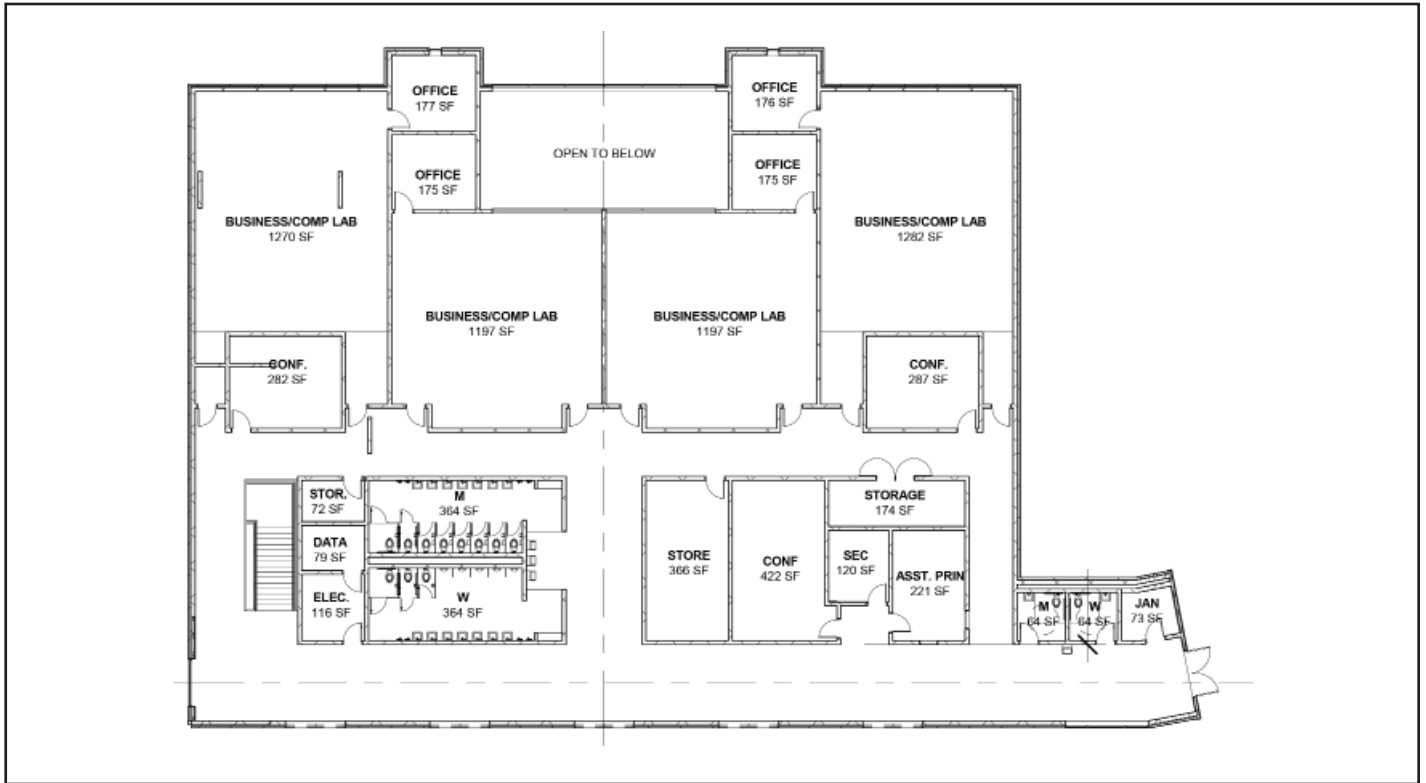 OFFICE
177 SF
OFFICE
176 SF
OPEN TO BELOW
OFFICE
175 SF
OFFICE
175 SF
BUSINESS/COMP LAB
1270 SF
BUSINESS/COMP LAB
1282 SF
BUSINESS/COMP LAB
1197 SF
BUSINESS/COMP LAB
1197 SF
CONF.
282 SF
CONF.
287 SF
STOR.
72 SF
M
364 SF
STORAGE
174 SF
DATA
79 SF
STORE
366 SF
CONF
422 SF
SEC
120 SF
ASST. PRIN
221 SF
ELEC.
116 SF
W
364 SF
M
64 SF
W
64 SF
JAN
73 SF